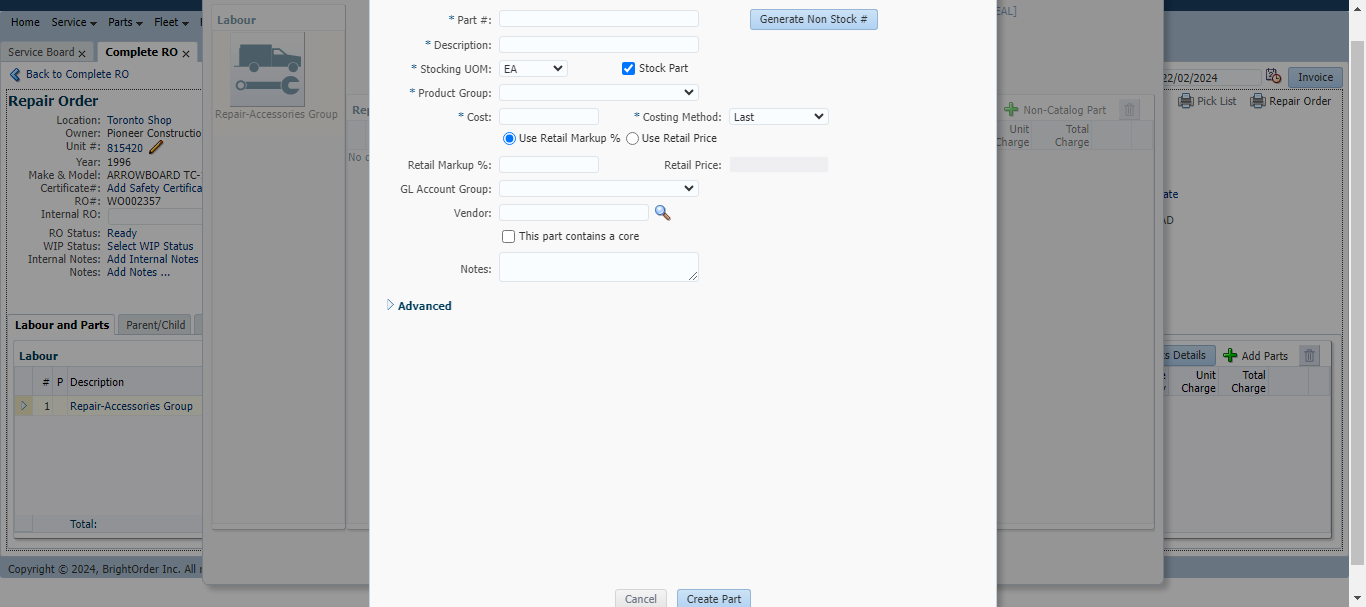 Home Service Parts Fleet
Service Board x
Complete RO x
Back to Complete RO
Repair Order
Location: Toronto Shop
Owner: Pioneer Constructio
Unit #: 815420
Year: 1996
Make & Model: ARROWBOARD TC-
Certificate#: Add Safety Certifica
RO#: WO002357
Internal RO:
RO Status: Ready
WIP Status: Select WIP Status
Internal Notes: Add Internal Notes
Notes: Add Notes ...
Labour and Parts
Parent/Child
Labour
# P Description
1 Repair-Accessories Group
Total:
Copyright © 2024, BrightOrder Inc. All
Labour
Repair-Accessories Group
* Part #:
Generate Non Stock #
* Description:
* Stocking UOM: EA
Stock Part
* Product Group:
* Cost:
* Costing Method: Last
Use Retail Markup % Use Retail Price
Retail Markup %:
Retail Price:
GL Account Group:
Vendor:
This part contains a core
Notes:
Advanced
Cancel
Create Part
EAL]
22/02/2024
Invoice
Non-Catalog Part
Pick List
Repair Order
Unit Charge
Total Charge
ate
AD
s Details
Add Parts
Unit Charge
Total Charge